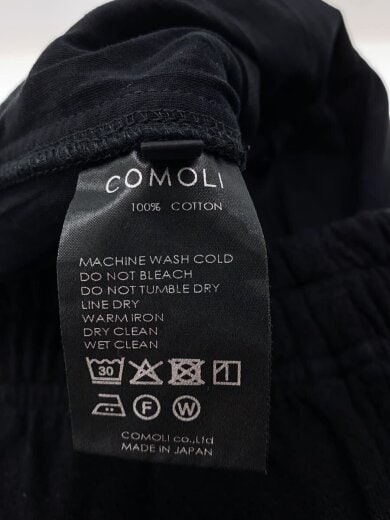 COMOLI
100% COTTON
MACHINE WASH COLD
DO NOT BLEACH
DO NOT TUMBLE DRY
LINE DRY
WARM IRON
DRY CLEAN
WET CLEAN
30
F W
COMOLI co.,Ltd
MADE IN JAPAN